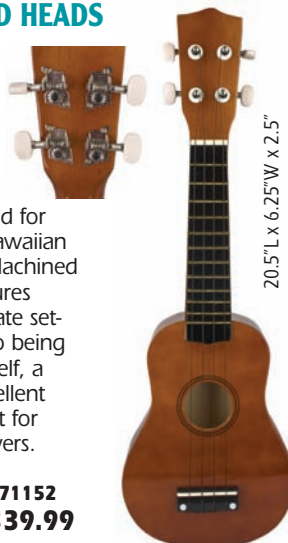 D HEADS
d for
awaiian
achined
ures
ate set-
o being
elf, a
ellent
t for
vers.
71152
$39.99
20.5"L x 6.25"W x 2.5"